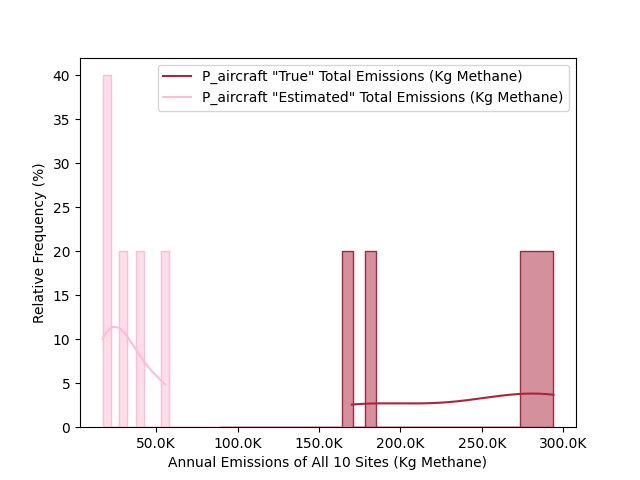 P_aircraft "True" Total Emissions (Kg Methane)
P_aircraft "Estimated" Total Emissions (Kg Methane)
Relative Frequency (%)
40
35
30
25
20
15
10
5
0
50.0K 100.0K 150.0K 200.0K 250.0K 300.0K
Annual Emissions of All 10 Sites (Kg Methane)